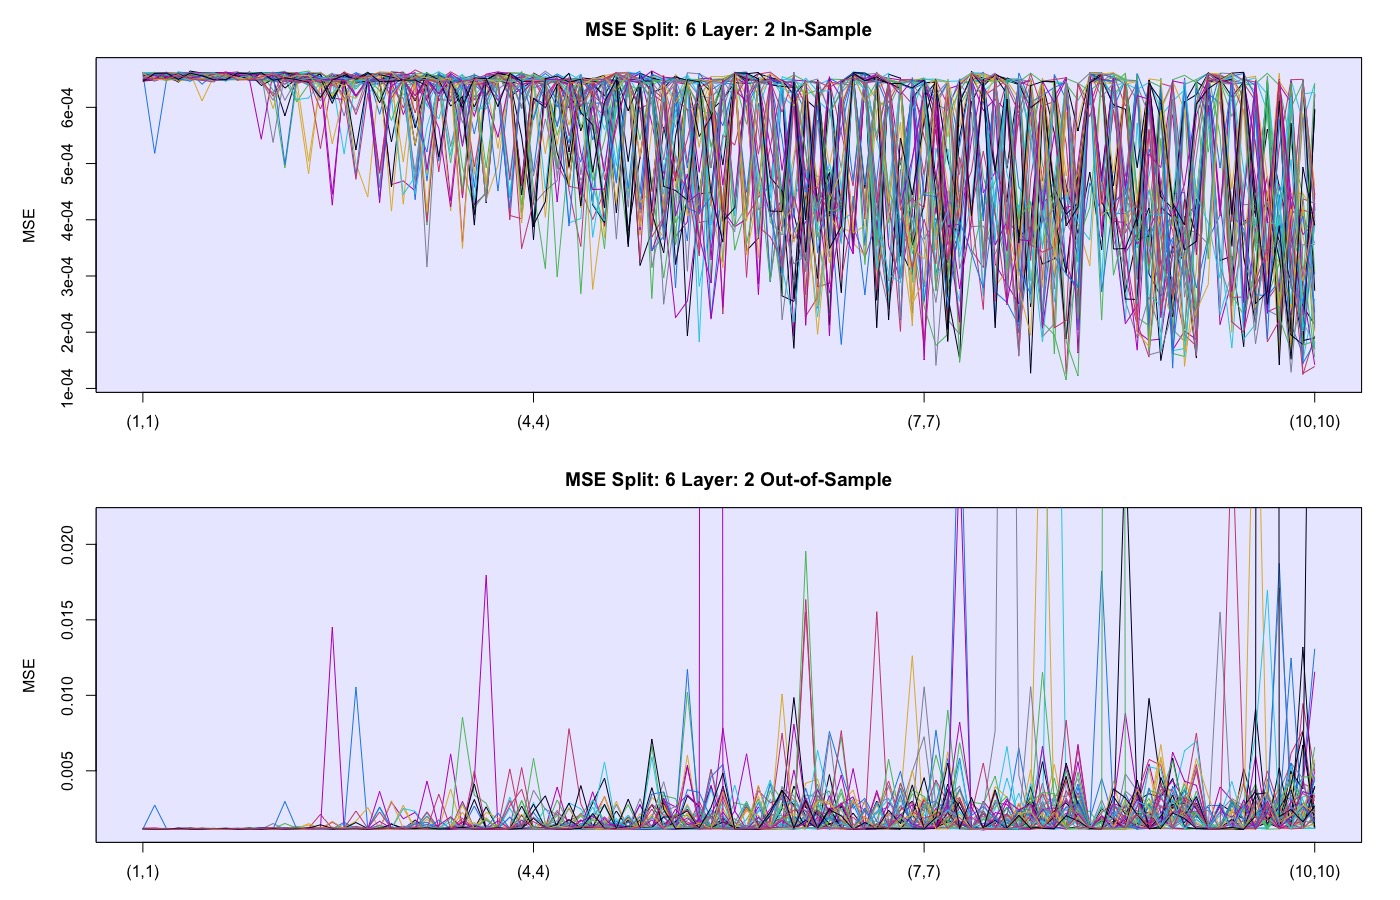 MSE Split: 6 Layer: 2 In-Sample
MSE
6e-04
5e-04
4e-04
3e-04
2e-04
1e-04
(1,1) (4,4) (7,7) (10,10)
MSE Split: 6 Layer: 2 Out-of-Sample
MSE
0.020
0.015
0.010
0.005
(1,1) (4,4) (7,7) (10,10)